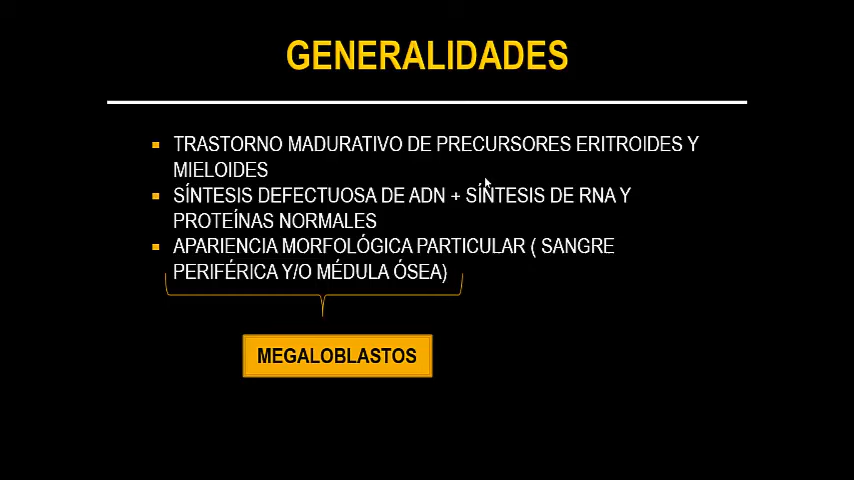 GENERALIDADES
▪ TRASTORNO MADURATIVO DE PRECURSORES ERITROIDES Y
MIELOIDES
▪ SÍNTESIS DEFECTUOSA DE ADN + SÍNTESIS DE RNA Y
PROTEÍNAS NORMALES
▪ APARIENCIA MORFOLÓGICA PARTICULAR ( SANGRE
PERIFÉRICA Y/O MÉDULA ÓSEA)
MEGALOBLASTOS